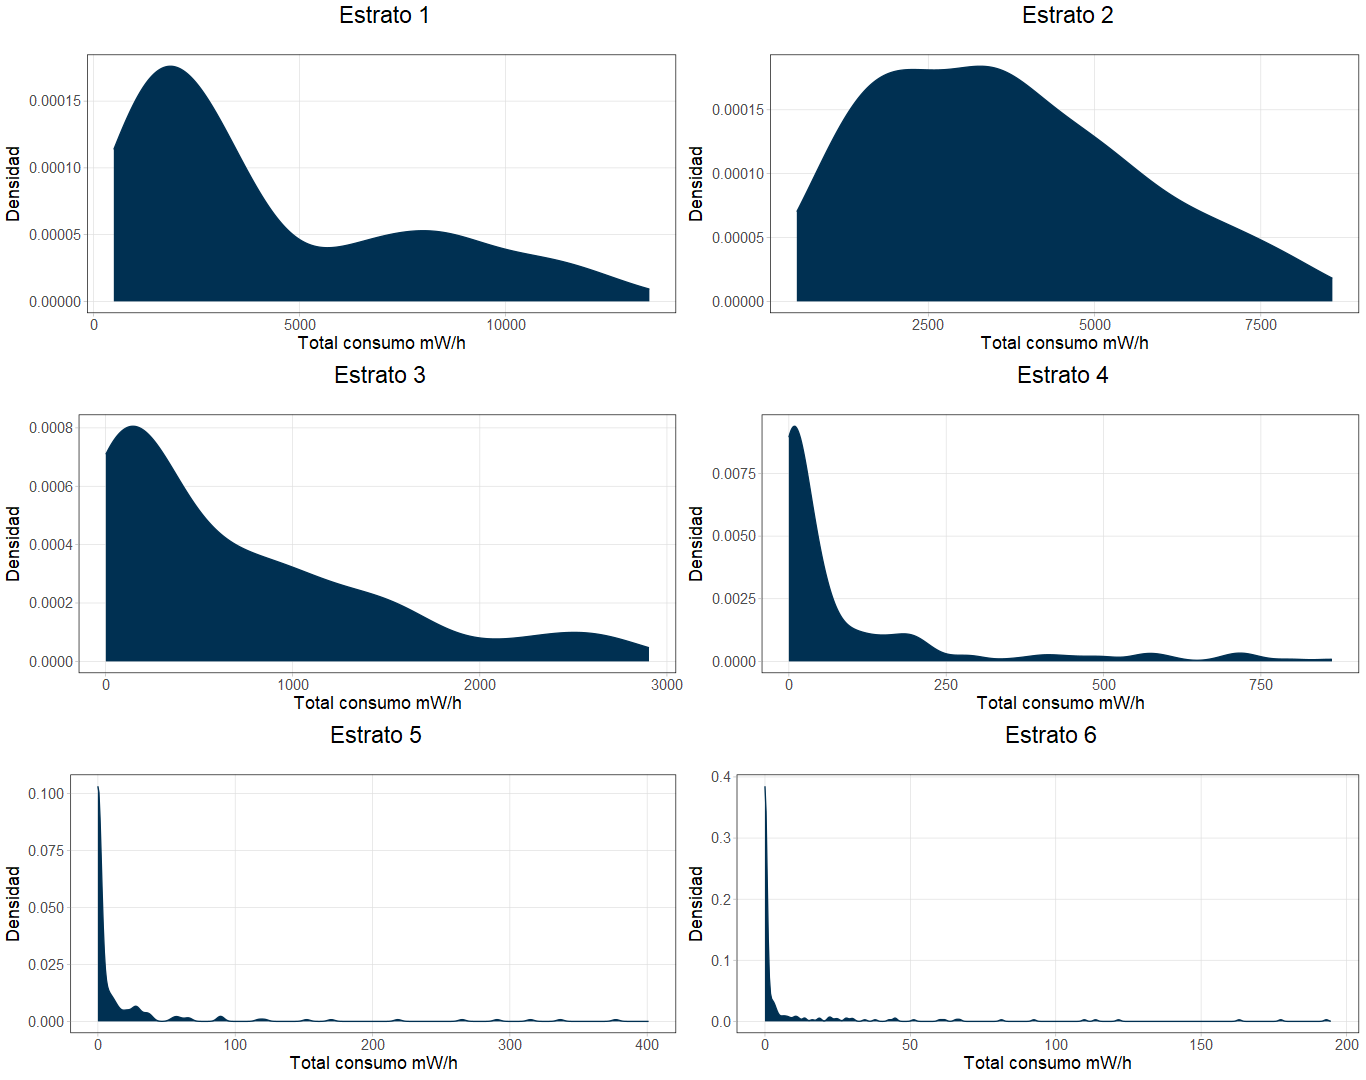 Estrato 1
Densidad
0.00015
0.00010
0.00005
0.00000
0 5000 10000
Total consumo mW/h
Estrato 2
Densidad
0.00015
0.00010
0.00005
0.00000
2500 5000 7500
Total consumo mW/h
Estrato 3
Densidad
0.0008
0.0006
0.0004
0.0002
0.0000
0 1000 2000 3000
Total consumo mW/h
Estrato 4
Densidad
0.0075
0.0050
0.0025
0.0000
0 250 500 750
Total consumo mW/h
Estrato 5
Densidad
0.100
0.075
0.050
0.025
0.000
0 100 200 300 400
Total consumo mW/h
Estrato 6
Densidad
0.4
0.3
0.2
0.1
0.0
0 50 100 150 200
Total consumo mW/h